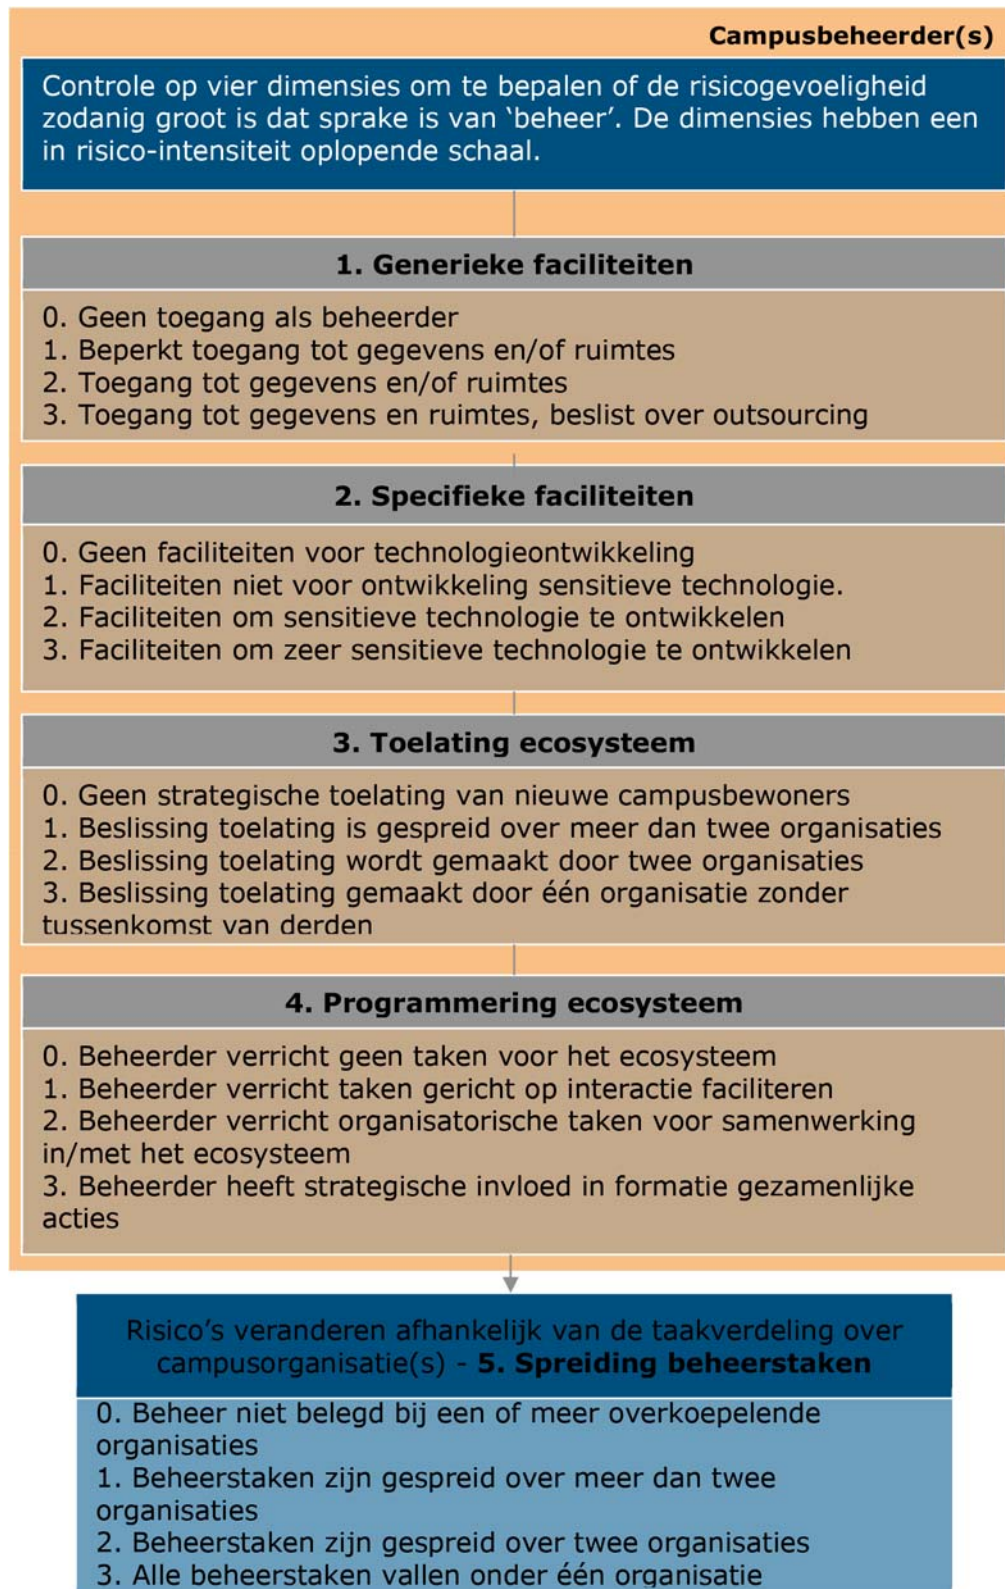 Campusbeheerder(s)
Controle op vier dimensies om te bepalen of de risicogevoeligheid
zodanig groot is dat sprake is van ‘beheer’. De dimensies hebben een
in risico-intensiteit oplopende schaal.
1. Generieke faciliteiten
0. Geen toegang als beheerder
1. Beperkt toegang tot gegevens en/of ruimtes
2. Toegang tot gegevens en/of ruimtes
3. Toegang tot gegevens en ruimtes, beslist over outsourcing
2. Specifieke faciliteiten
0. Geen faciliteiten voor technologieontwikkeling
1. Faciliteiten niet voor ontwikkeling sensitieve technologie.
2. Faciliteiten om sensitieve technologie te ontwikkelen
3. Faciliteiten om zeer sensitieve technologie te ontwikkelen
3. Toelating ecosysteem
0. Geen strategische toelating van nieuwe campusbewoners
1. Beslissing toelating is gespreid over meer dan twee organisaties
2. Beslissing toelating wordt gemaakt door twee organisaties
3. Beslissing toelating gemaakt door één organisatie zonder
tussenkomst van derden
4. Programmering ecosysteem
0. Beheerder verricht geen taken voor het ecosysteem
1. Beheerder verricht taken gericht op interactie faciliteren
2. Beheerder verricht organisatorische taken voor samenwerking
in/met het ecosysteem
3. Beheerder heeft strategische invloed in formatie gezamenlijke
acties
Risico’s veranderen afhankelijk van de taakverdeling over
campusorganisatie(s) - 5. Spreiding beheerstaken
0. Beheer niet belegd bij een of meer overkoepelende
organisaties
1. Beheerstaken zijn gespreid over meer dan twee
organisaties
2. Beheerstaken zijn gespreid over twee organisaties
3. Alle beheerstaken vallen onder één organisatie